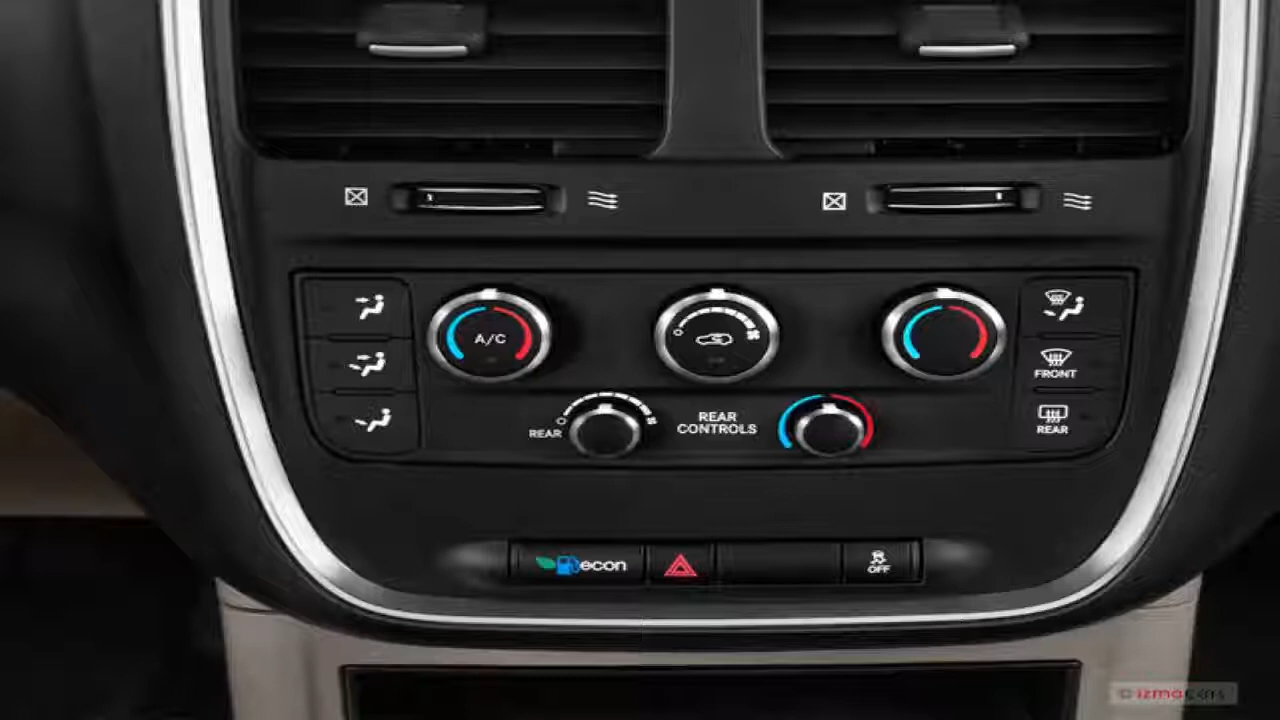 A/C
FRONT
REAR
REAR
CONTROLS
REAR
econ
OFF
izmocars